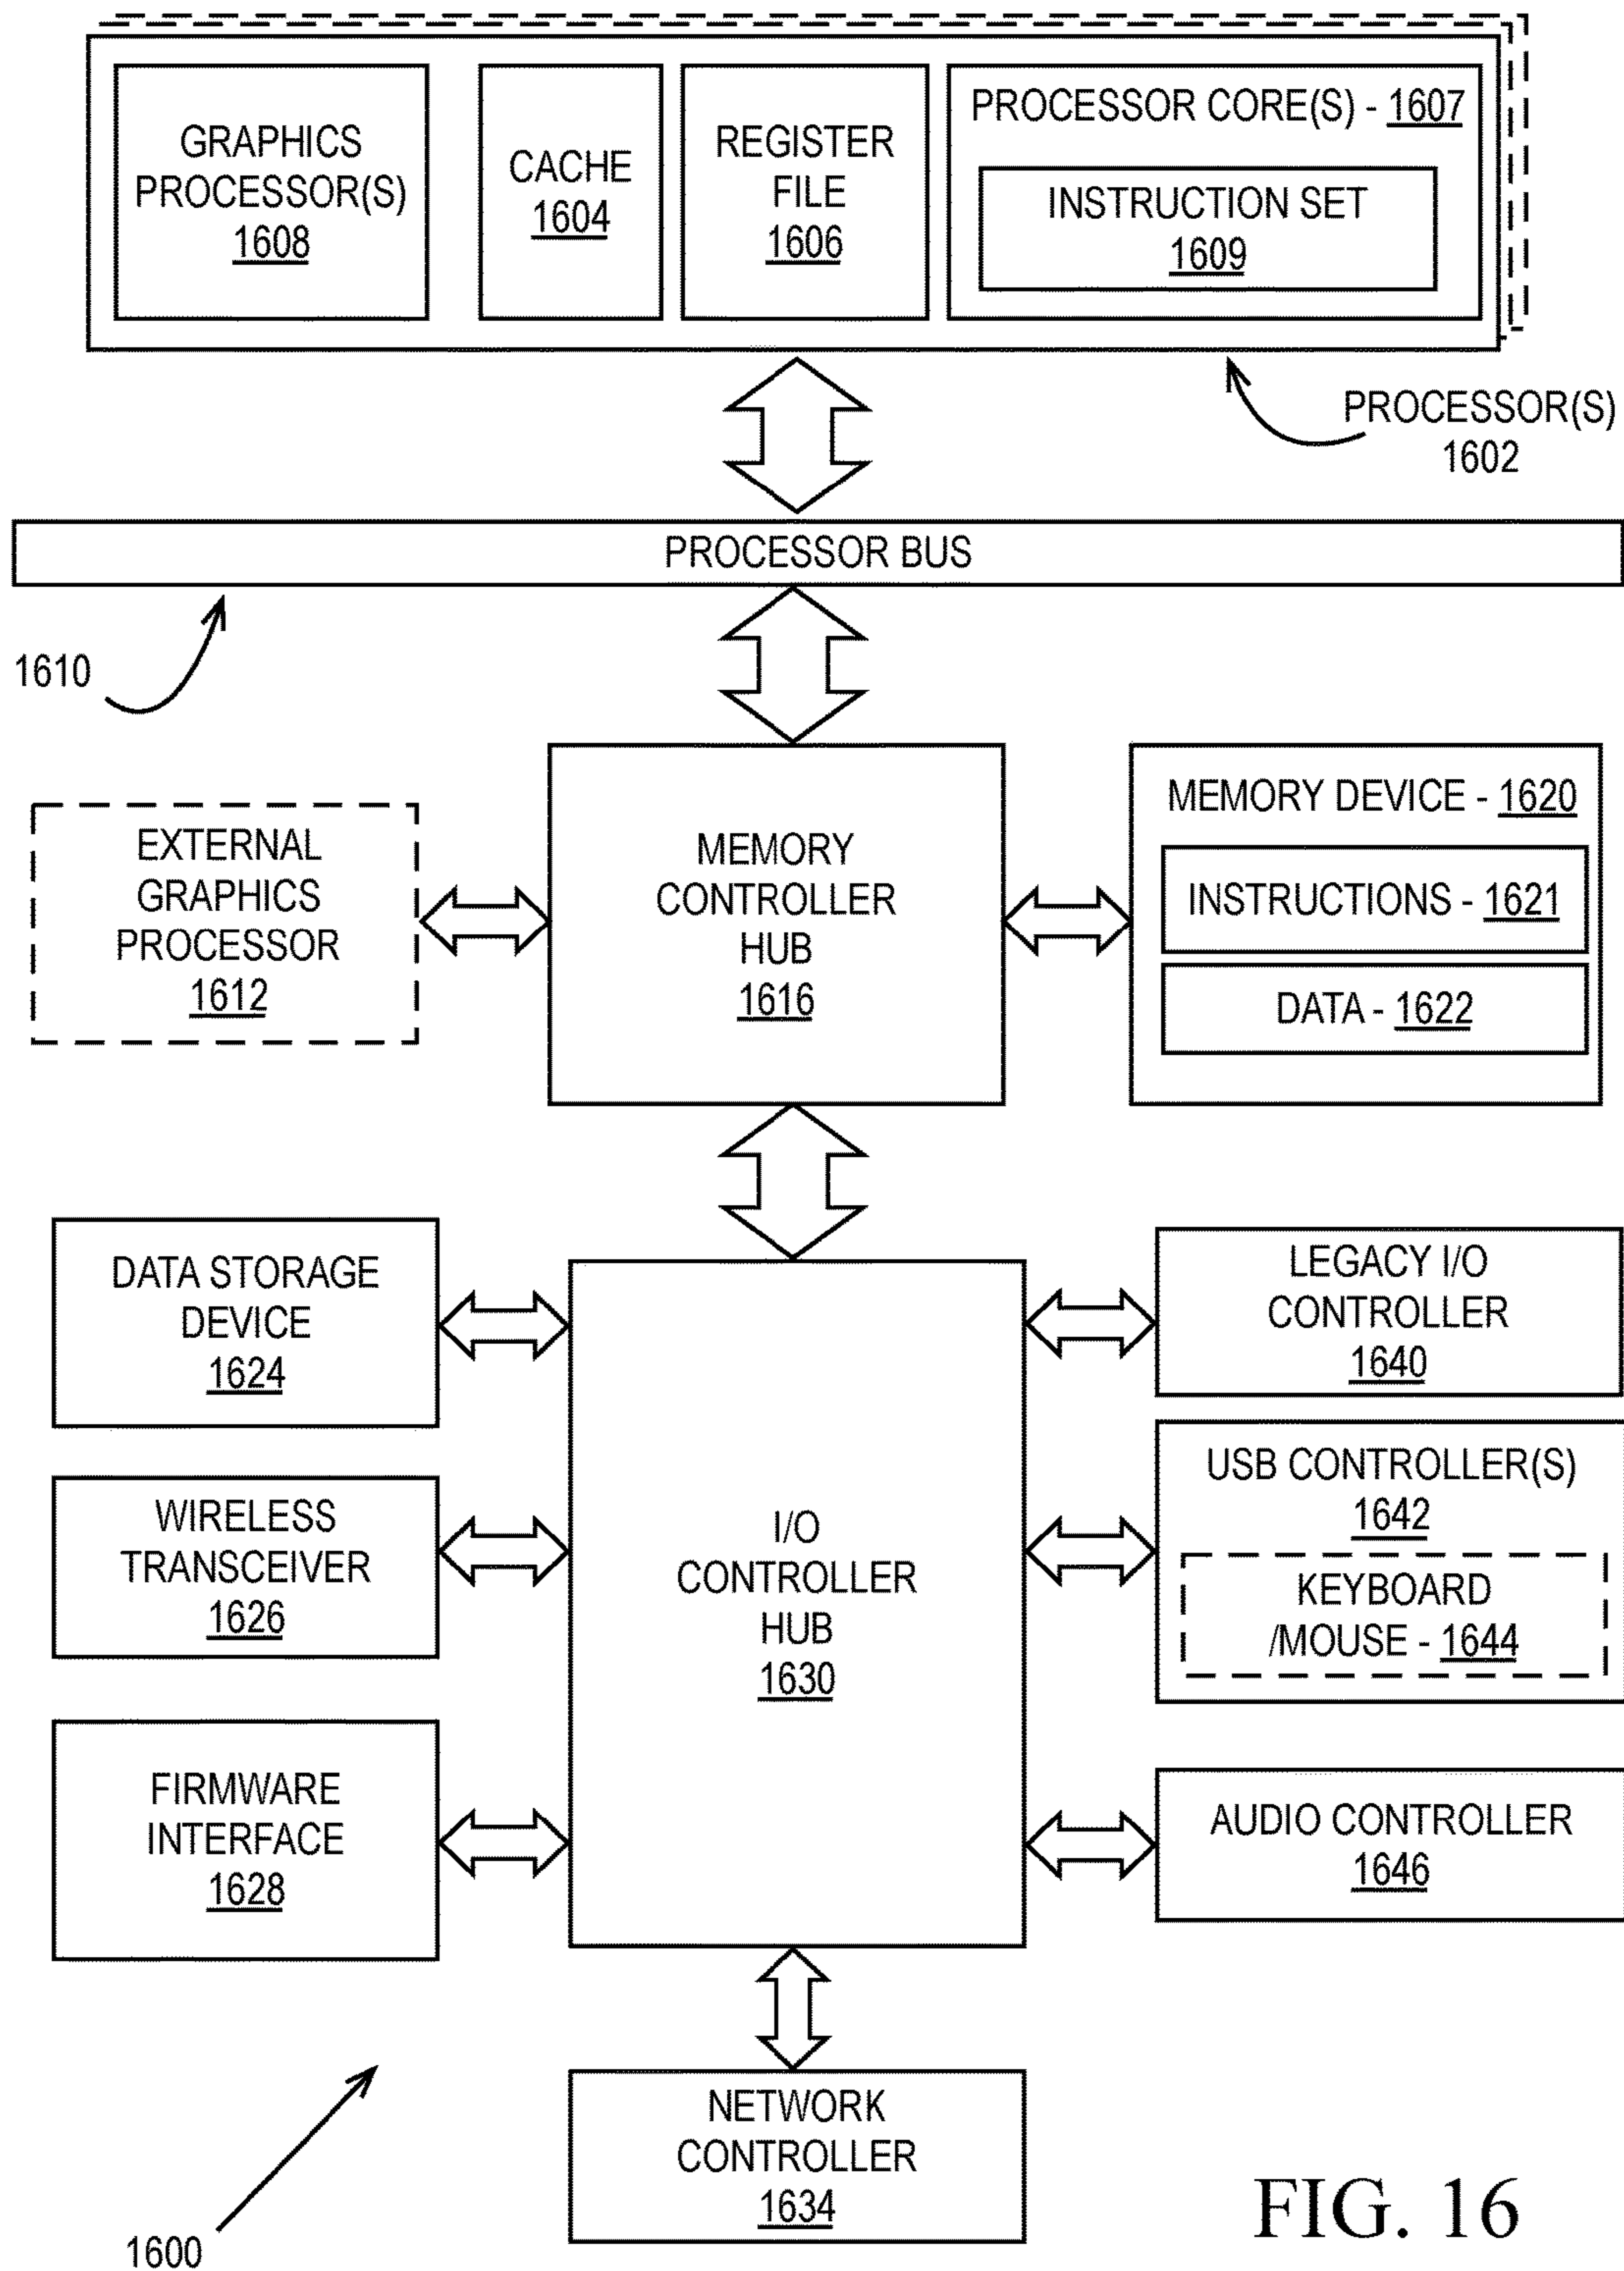 GRAPHICS
PROCESSOR(S)
1608
CACHE
1604
REGISTER
FILE
1606
PROCESSOR CORE(S) - 1607
INSTRUCTION SET
1609
PROCESSOR(S)
1602
PROCESSOR BUS
1610
EXTERNAL
GRAPHICS
PROCESSOR
1612
MEMORY
CONTROLLER
HUB
1616
MEMORY DEVICE - 1620
INSTRUCTIONS - 1621
DATA - 1622
DATA STORAGE
DEVICE
1624
WIRELESS
TRANSCEIVER
1626
FIRMWARE
INTERFACE
1628
I/O
CONTROLLER
HUB
1630
LEGACY I/O
CONTROLLER
1640
USB CONTROLLER(S)
1642
KEYBOARD
/MOUSE - 1644
AUDIO CONTROLLER
1646
NETWORK
CONTROLLER
1634
1600
FIG. 16